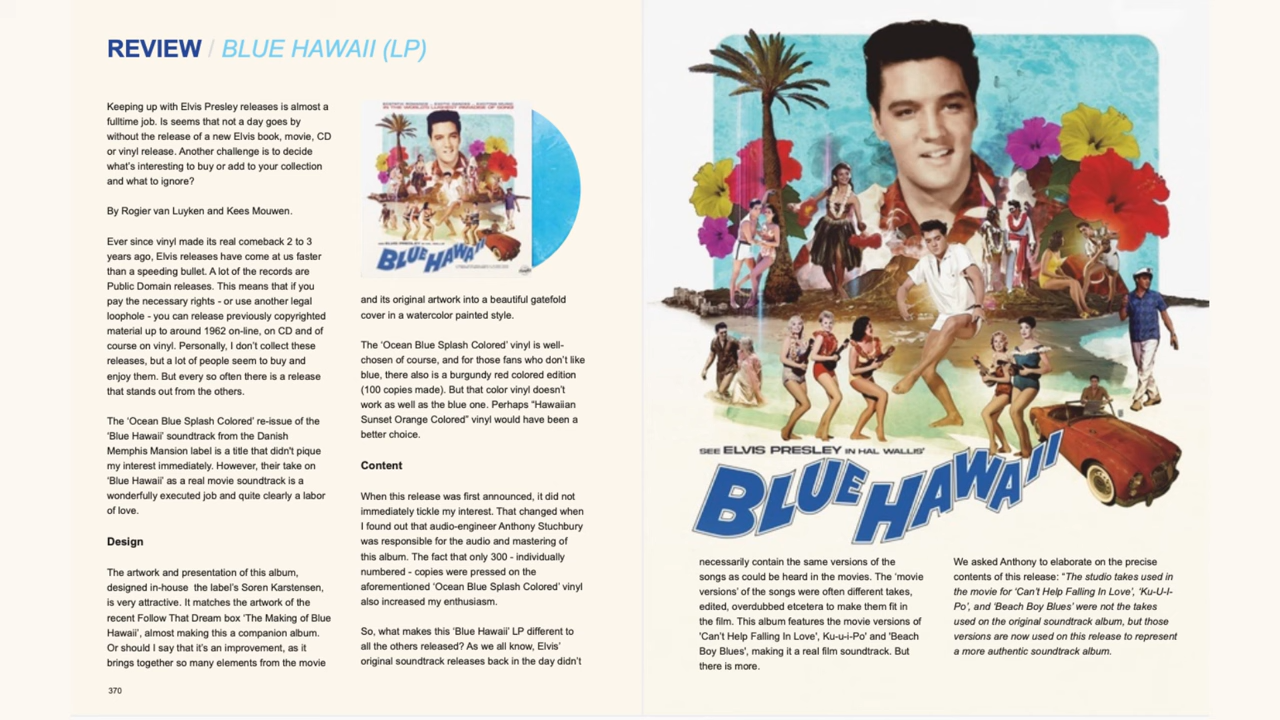 REVIEW / BLUE HAWAII (LP)
Keeping up with Elvis Presley releases is almost a
fulltime job. Is seems that not a day goes by
without the release of a new Elvis book, movie, CD
or vinyl release. Another challenge is to decide
what's interesting to buy or add to your collection
and what to ignore?
By Rogier van Luyken and Kees Mouwen.
Ever since vinyl made its real comeback 2 to 3
years ago, Elvis releases have come at us faster
than a speeding bullet. A lot of the records are
Public Domain releases. This means that if you
pay the necessary rights - or use another legal
loophole - you can release previously copyrighted
material up to around 1962 on-line, on CD and of
course on vinyl. Personally, I don't collect these
releases, but a lot of people seem to buy and
enjoy them. But every so often there is a release
that stands out from the others.
The 'Ocean Blue Splash Colored' re-issue of the
'Blue Hawaii' soundtrack from the Danish
Memphis Mansion label is a title that didn't pique
my interest immediately. However, their take on
'Blue Hawaii' as a real movie soundtrack is a
wonderfully executed job and quite clearly a labor
of love.
Design
The artwork and presentation of this album,
designed in-house the label's Soren Karstensen,
is very attractive. It matches the artwork of the
recent Follow That Dream box 'The Making of Blue
Hawaii', almost making this a companion album.
Or should I say that it's an improvement, as it
brings together so many elements from the movie
370
IN THE WORLD'S LUSHEST PARADISE OF SONG!
BLUE HAWAII
and its original artwork into a beautiful gatefold
cover in a watercolor painted style.
The 'Ocean Blue Splash Colored' vinyl is well-
chosen of course, and for those fans who don't like
blue, there also is a burgundy red colored edition
(100 copies made). But that color vinyl doesn't
work as well as the blue one. Perhaps "Hawaiian
Sunset Orange Colored" vinyl would have been a
better choice.
Content
When this release was first announced, it did not
immediately tickle my interest. That changed when
I found out that audio-engineer Anthony Stuchbury
was responsible for the audio and mastering of
this album. The fact that only 300 - individually
numbered - copies were pressed on the
aforementioned 'Ocean Blue Splash Colored' vinyl
also increased my enthusiasm.
So, what makes this 'Blue Hawaii' LP different to
all the others released? As we all know, Elvis'
original soundtrack releases back in the day didn't
SEE ELVIS PRESLEY IN HAL WALLIS'
BLUE HAWAII
necessarily contain the same versions of the
songs as could be heard in the movies. The 'movie
versions' of the songs were often different takes,
edited, overdubbed etcetera to make them fit in
the film. This album features the movie versions of
'Can't Help Falling In Love', Ku-u-i-Po' and 'Beach
Boy Blues', making it a real film soundtrack. But
there is more.
We asked Anthony to elaborate on the precise
contents of this release: "The studio takes used in
the movie for 'Can't Help Falling In Love', 'Ku-U-I-
Po', and 'Beach Boy Blues' were not the takes
used on the original soundtrack album, but those
versions are now used on this release to represent
a more authentic soundtrack album.